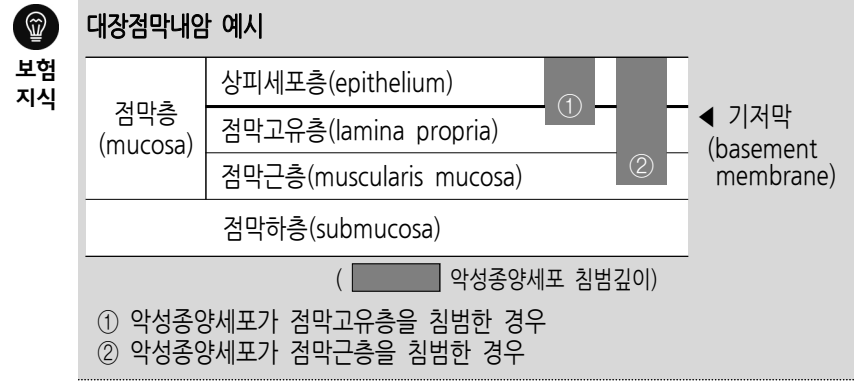 보험
지식
대장점막내암 예시
점막층
(mucosa)
상피세포층(epithelium)
점막고유층(lamina propria)
점막근층(muscularis mucosa)
점막하층(submucosa)
①
②
◀ 기저막
(basement
membrane)
( 악성종양세포 침범깊이)
① 악성종양세포가 점막고유층을 침범한 경우
② 악성종양세포가 점막근층을 침범한 경우